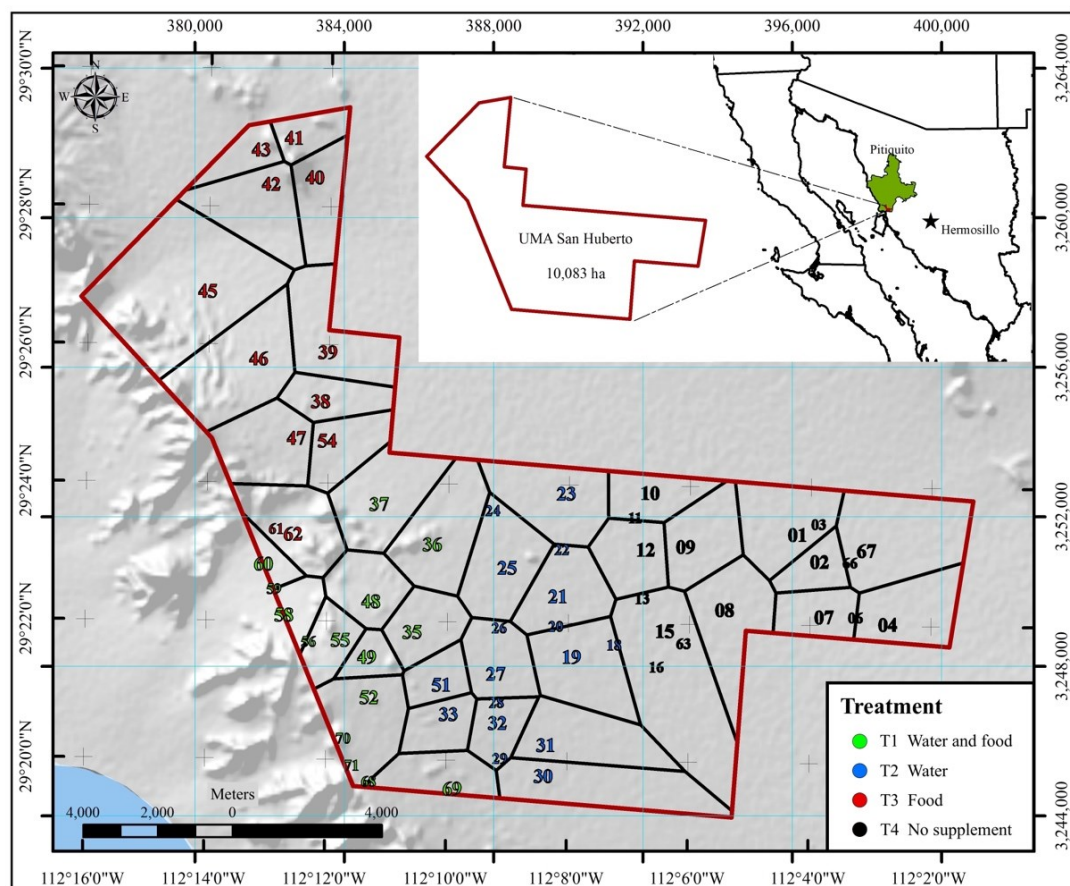 380,000 384,000 388,000 392,000 396,000 400,000
29°30'0"N
29°28'0"N
29°26'0"N
29°24'0"N
29°22'0"N
29°20'0"N
3,264,000
3,260,000
3,256,000
3,252,000
3,248,000
3,244,000
N
W E
S
Pitiquito
Hermosillo
UMA San Huberto
10,083 ha
41
43
42 40
45
46 39
38
47 54
37
23
10
24
11
03
01
61 62
36
12 09
67
22
02
66
60
25
59
48
21
13
08
58
07 05 04
35
26
20
15
56 55
18
63
49
19
16
27
51
52
28
33
32
70
31
29
71
30
68 69
Treatment
T1 Water and food
T2 Water
T3 Food
T4 No supplement
Meters
4,000 2,000 0 4,000
112°16'0"W 112°14'0"W 112°12'0"W 112°10'0"W 112°8'0"W 112°6'0"W 112°4'0"W 112°2'0"W